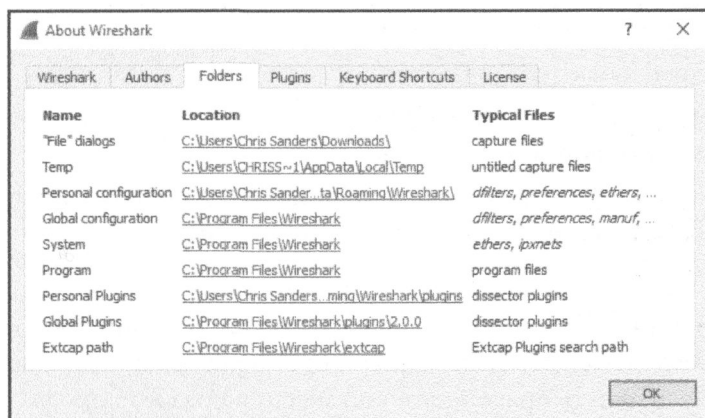 About Wireshark ? ×
Wireshark Authors Folders Plugins Keyboard Shortcuts License
Name Location Typical Files
"File" dialogs C:\Users\Chris Sanders\Downloads\ capture files
Temp C:\Users\CHRISS~1\AppData\Local\Temp untitled capture files
Personal configuration C:\Users\Chris Sander...ta\Roaming\Wireshark\ dfilters, preferences, ethers, ...
Global configuration C:\Program Files\Wireshark dfilters, preferences, manuf, ...
System C:\Program Files\Wireshark ethers, ipxnets
Program C:\Program Files\Wireshark program files
Personal Plugins C:\Users\Chris Sanders...ming\Wireshark\plugins dissector plugins
Global Plugins C:\Program Files\Wireshark\plugins\2.0.0 dissector plugins
Extcap path C:\Program Files\Wireshark\extcap Extcap Plugins search path
OK